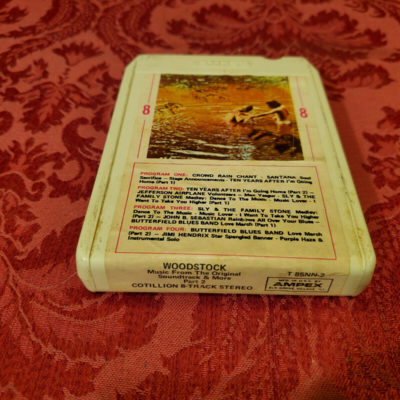 8
8
PROGRAM ONE: CROWD RAIN CHANT - SANTANA Soul
Sacrifice - Stage Announcements - TEN YEARS AFTER I'm Going
Home (Part 1)
PROGRAM TWO: TEN YEARS AFTER I'm Going Home (Part 2) -
JEFFERSON AIRPLANE Volunteers - Max Yasgur - SLY & THE
FAMILY STONE Medley: Dance To The Music - Music Lover - I
Want To Take You Higher (Part 1)
PROGRAM THREE: SLY & THE FAMILY STONE Medley:
Dance To The Music - Music Lover - I Want To Take You Higher
(Part 2) - JOHN B. SEBASTIAN Rainbows All Over Your Blues -
BUTTERFIELD BLUES BAND Love March (Part 1)
PROGRAM FOUR: BUTTERFIELD BLUES BAND Love March
(Part 2) - JIMI HENDRIX Star Spangled Banner - Purple Haze &
Instrumental Solo
WOODSTOCK
Music From The Original
Soundtrack & More
Part 2
COTILLION 8-TRACK STEREO
T 85NN-2
AMPEX